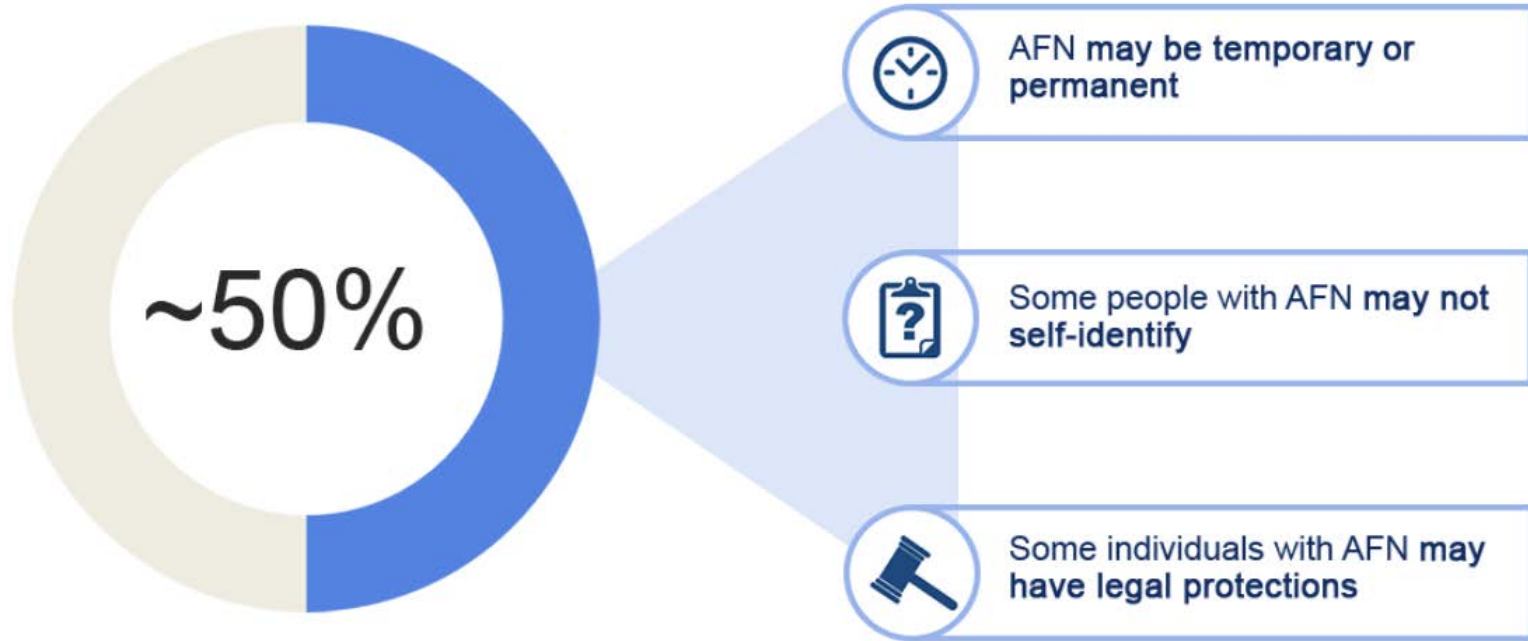 ~50%
AFN may be temporary or
permanent
?
Some people with AFN may not
self-identify
Some individuals with AFN may
have legal protections